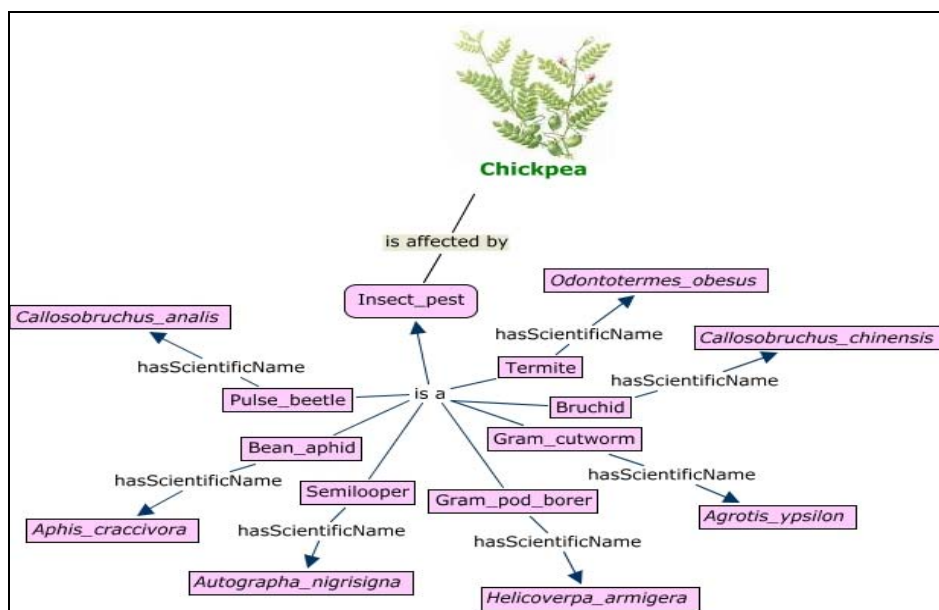 Chickpea
is affected by
Insect_pest
Odontotermes_obesus
Callosobruchus_analis
hasScientificName
Callosobruchus_chinensis
hasScientificName
Termite
hasScientificName
Pulse_beetle
is a
Bruchid
Bean_aphid
Gram_cutworm
hasScientificName
hasScientificName
Semilooper
Gram_pod_borer
Aphis_craccivora
hasScientificName
hasScientificName
Agrotis_ypsilon
Autographa_nigrisigna
Helicoverpa_armigera